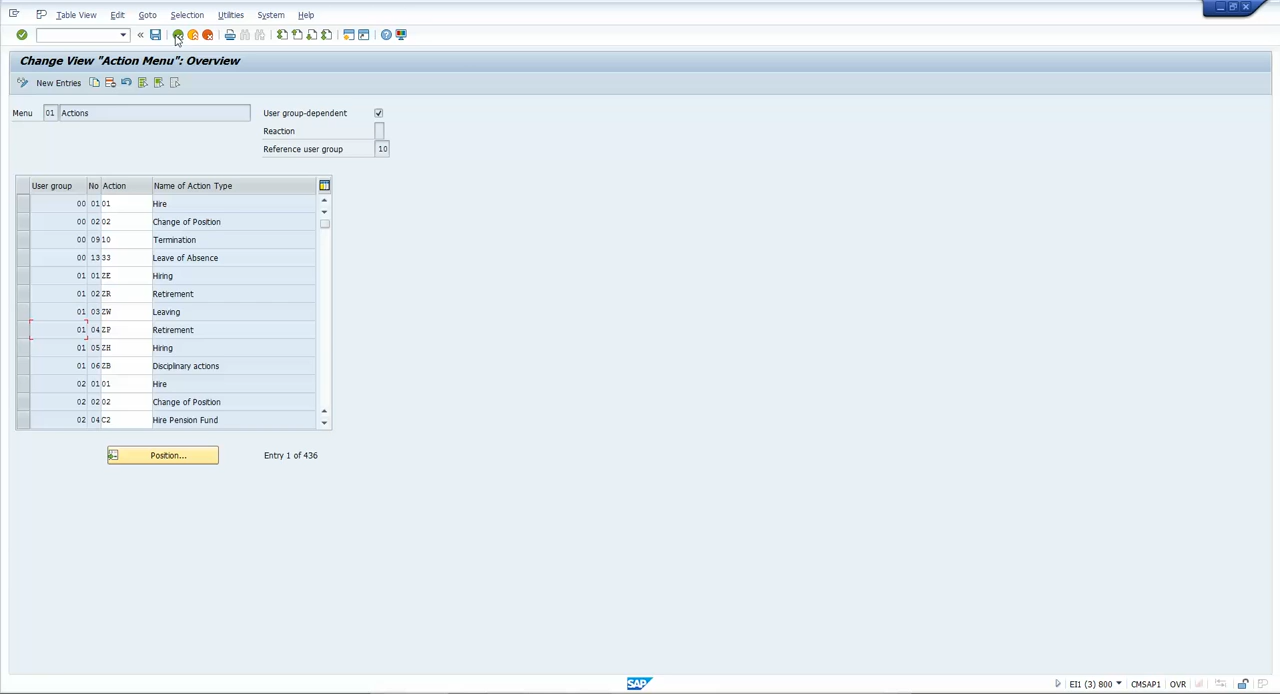 Table View Edit Goto Selection Utilities System Help
Change View "Action Menu": Overview
New Entries
Menu 01 Actions User group-dependent
Reaction
Reference user group 10
User group No Action Name of Action Type
00 01 01 Hire
00 02 02 Change of Position
00 09 10 Termination
00 13 33 Leave of Absence
01 01 ZE Hiring
01 02 ZR Retirement
01 03 ZW Leaving
01 04 ZP Retirement
01 05 ZH Hiring
01 06 ZB Disciplinary actions
02 01 01 Hire
02 02 02 Change of Position
02 04 C2 Hire Pension Fund
Position... Entry 1 of 436
SAP EI1 (3) 800 CMSAP1 OVR